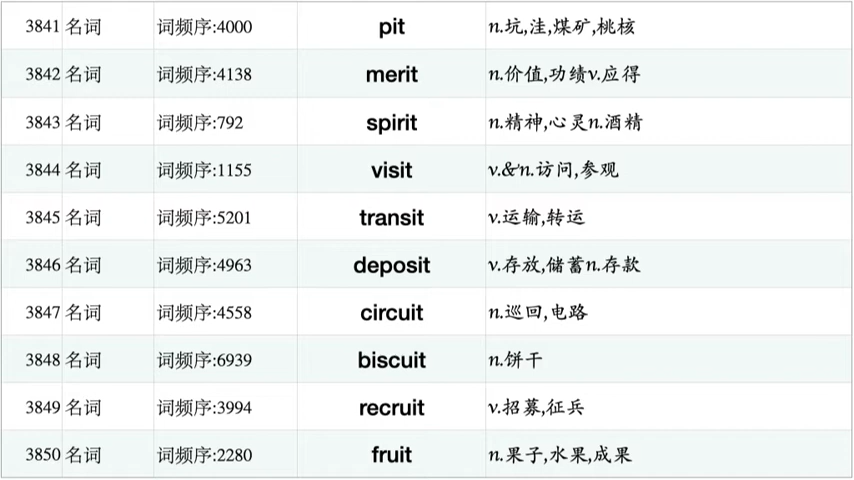 3841 名词 词频序:4000 pit n.坑,洼,煤矿,桃核
3842 名词 词频序:4138 merit n.价值,功绩v.应得
3843 名词 词频序:792 spirit n.精神,心灵n.酒精
3844 名词 词频序:1155 visit v.&n.访问,参观
3845 名词 词频序:5201 transit v.运输,转运
3846 名词 词频序:4963 deposit v.存放,储蓄n.存款
3847 名词 词频序:4558 circuit n.巡回,电路
3848 名词 词频序:6939 biscuit n.饼干
3849 名词 词频序:3994 recruit v.招募,征兵
3850 名词 词频序:2280 fruit n.果子,水果,成果